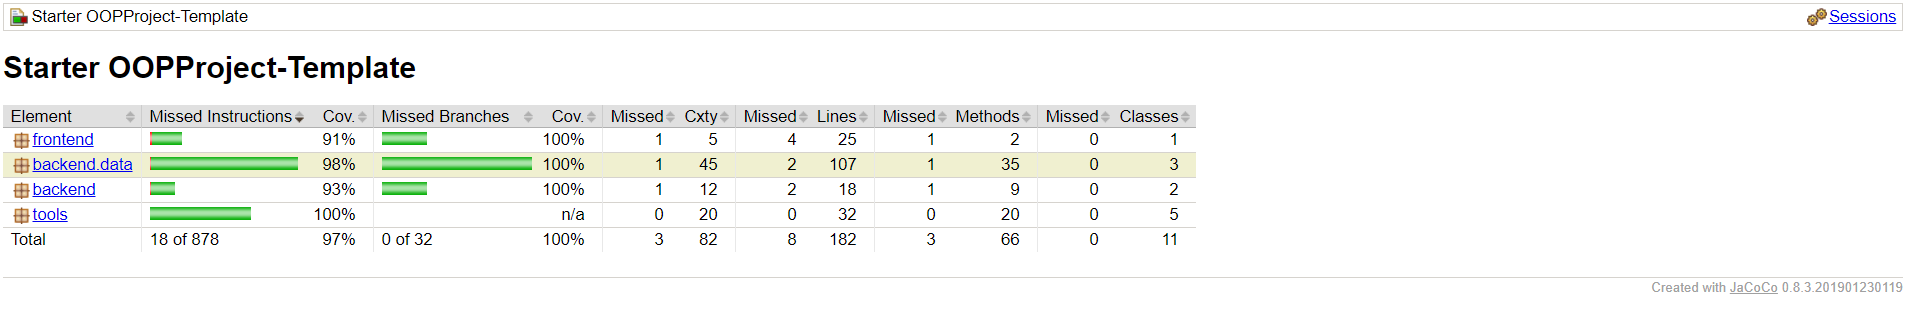 Starter OOPProject-Template Sessions
Starter OOPProject-Template
Element Missed Instructions Cov. Missed Branches Cov. Missed Cxty Missed Lines Missed Methods Missed Classes
frontend 91% 100% 1 5 4 25 1 2 0 1
backend.data 98% 100% 1 45 2 107 1 35 0 3
backend 93% 100% 1 12 2 18 1 9 0 2
tools 100% n/a 0 20 0 32 0 20 0 5
Total 18 of 878 97% 0 of 32 100% 3 82 8 182 3 66 0 11
Created with JaCoCo 0.8.3.201901230119